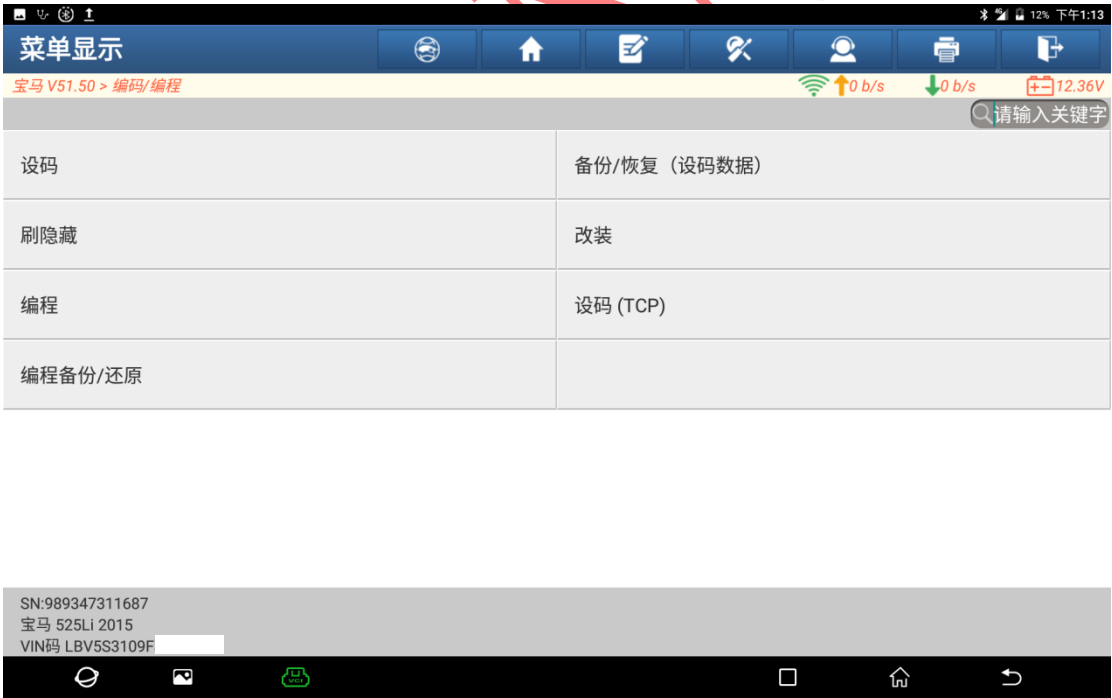 12% 下午1:13
菜单显示
宝马 V51.50 > 编码/编程
0 b/s 0 b/s 12.36V
请输入关键字
设码
备份/恢复（设码数据）
刷隐藏
改装
编程
设码 (TCP)
编程备份/还原
SN:989347311687
宝马 525Li 2015
VIN码 LBV5S3109F
VCI